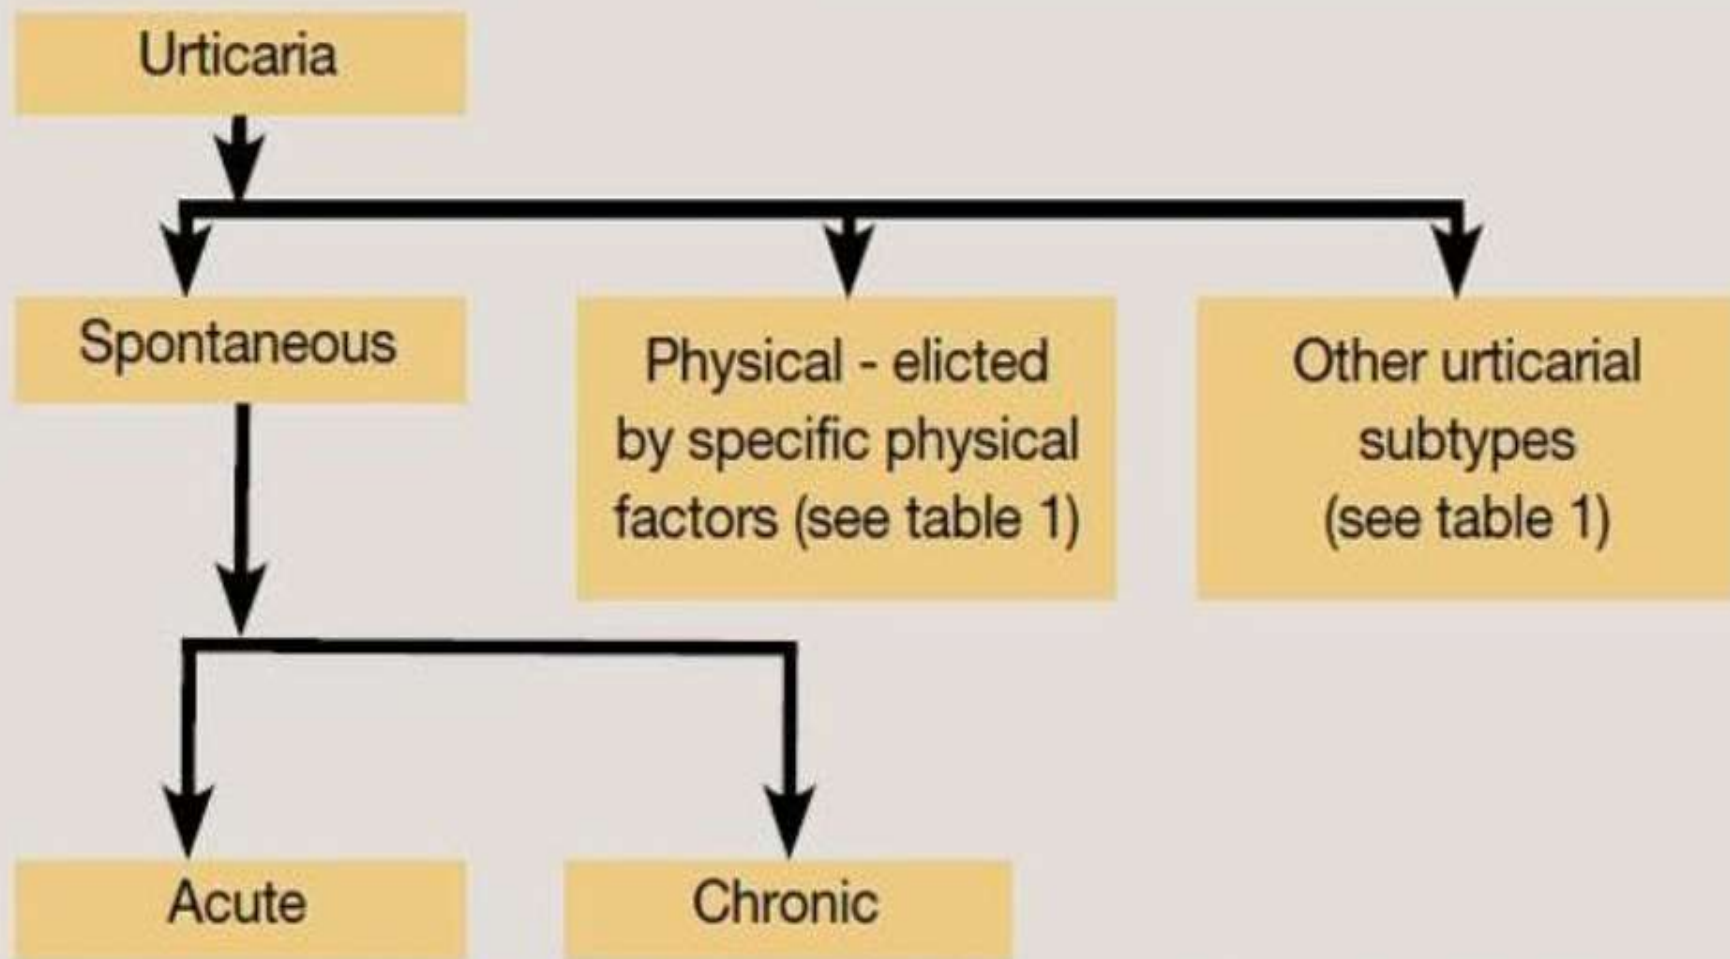 Urticaria
Spontaneous
Physical - elicted
by specific physical
factors (see table 1)
Other urticarial
subtypes
(see table 1)
Acute
Chronic